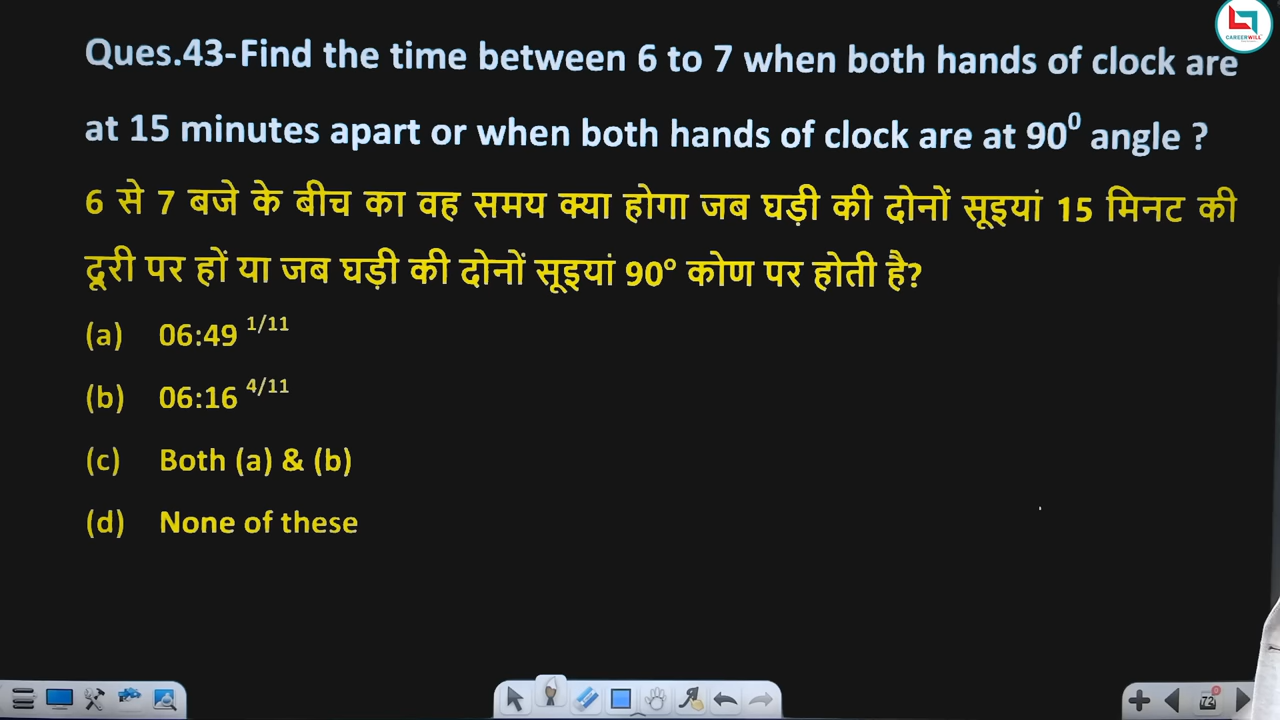 CAREERWILL
Ques.43-Find the time between 6 to 7 when both hands of clock are
at 15 minutes apart or when both hands of clock are at 90⁰ angle ?
6 से 7 बजे के बीच का वह समय क्या होगा जब घड़ी की दोनों सूइयां 15 मिनट की
दूरी पर हों या जब घड़ी की दोनों सूइयां 90° कोण पर होती है?
(a) 06:49 1/11
(b) 06:16 4/11
(c) Both (a) & (b)
(d) None of these
72